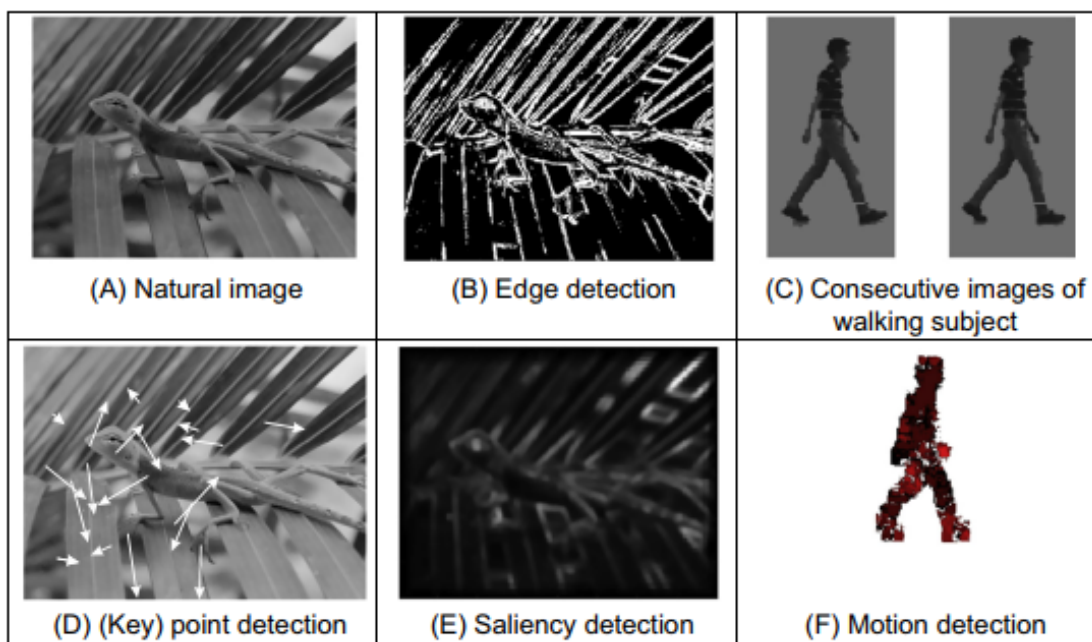 (A) Natural image
(B) Edge detection
(C) Consecutive images of
walking subject
(D) (Key) point detection
(E) Saliency detection
(F) Motion detection